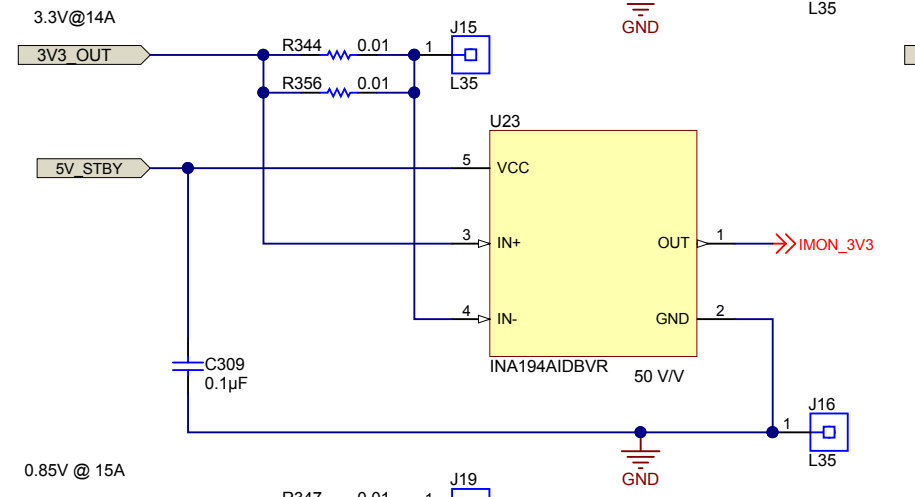 L35
GND
3.3V@14A
J15
3V3_OUT
R344 0.01
1
R356 0.01
L35
U23
5V_STBY
5 VCC
3 IN+
OUT 1
IMON_3V3
4 IN-
GND 2
C309
0.1µF
INA194AIDBVR
50 V/V
J16
1
L35
GND
0.85V @ 15A
J19
R347 0.01 1